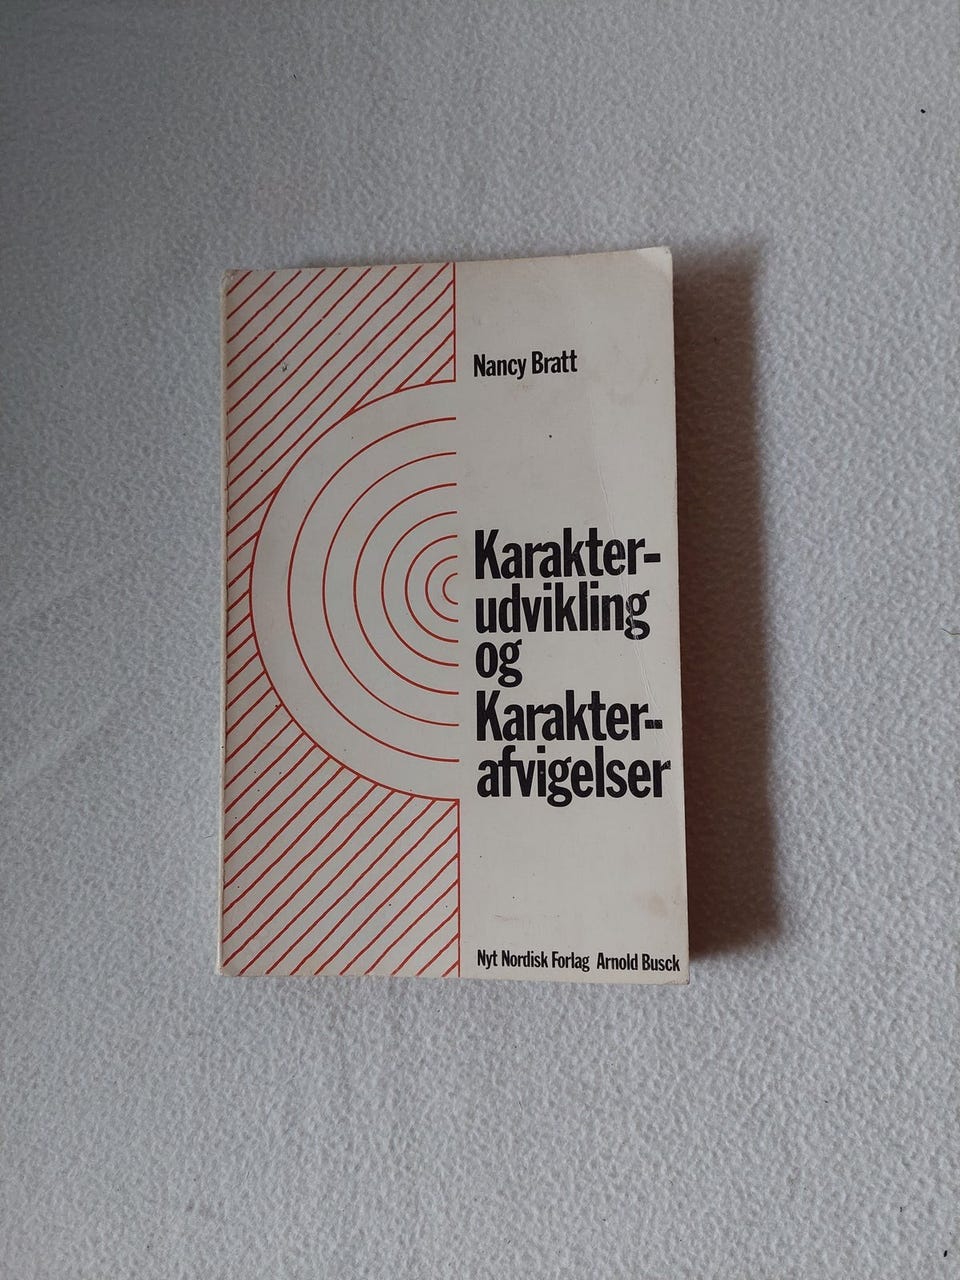 Nancy Bratt
Karakter-
udvikling
og
Karakter-
afvigelser
Nyt Nordisk Forlag Arnold Busck